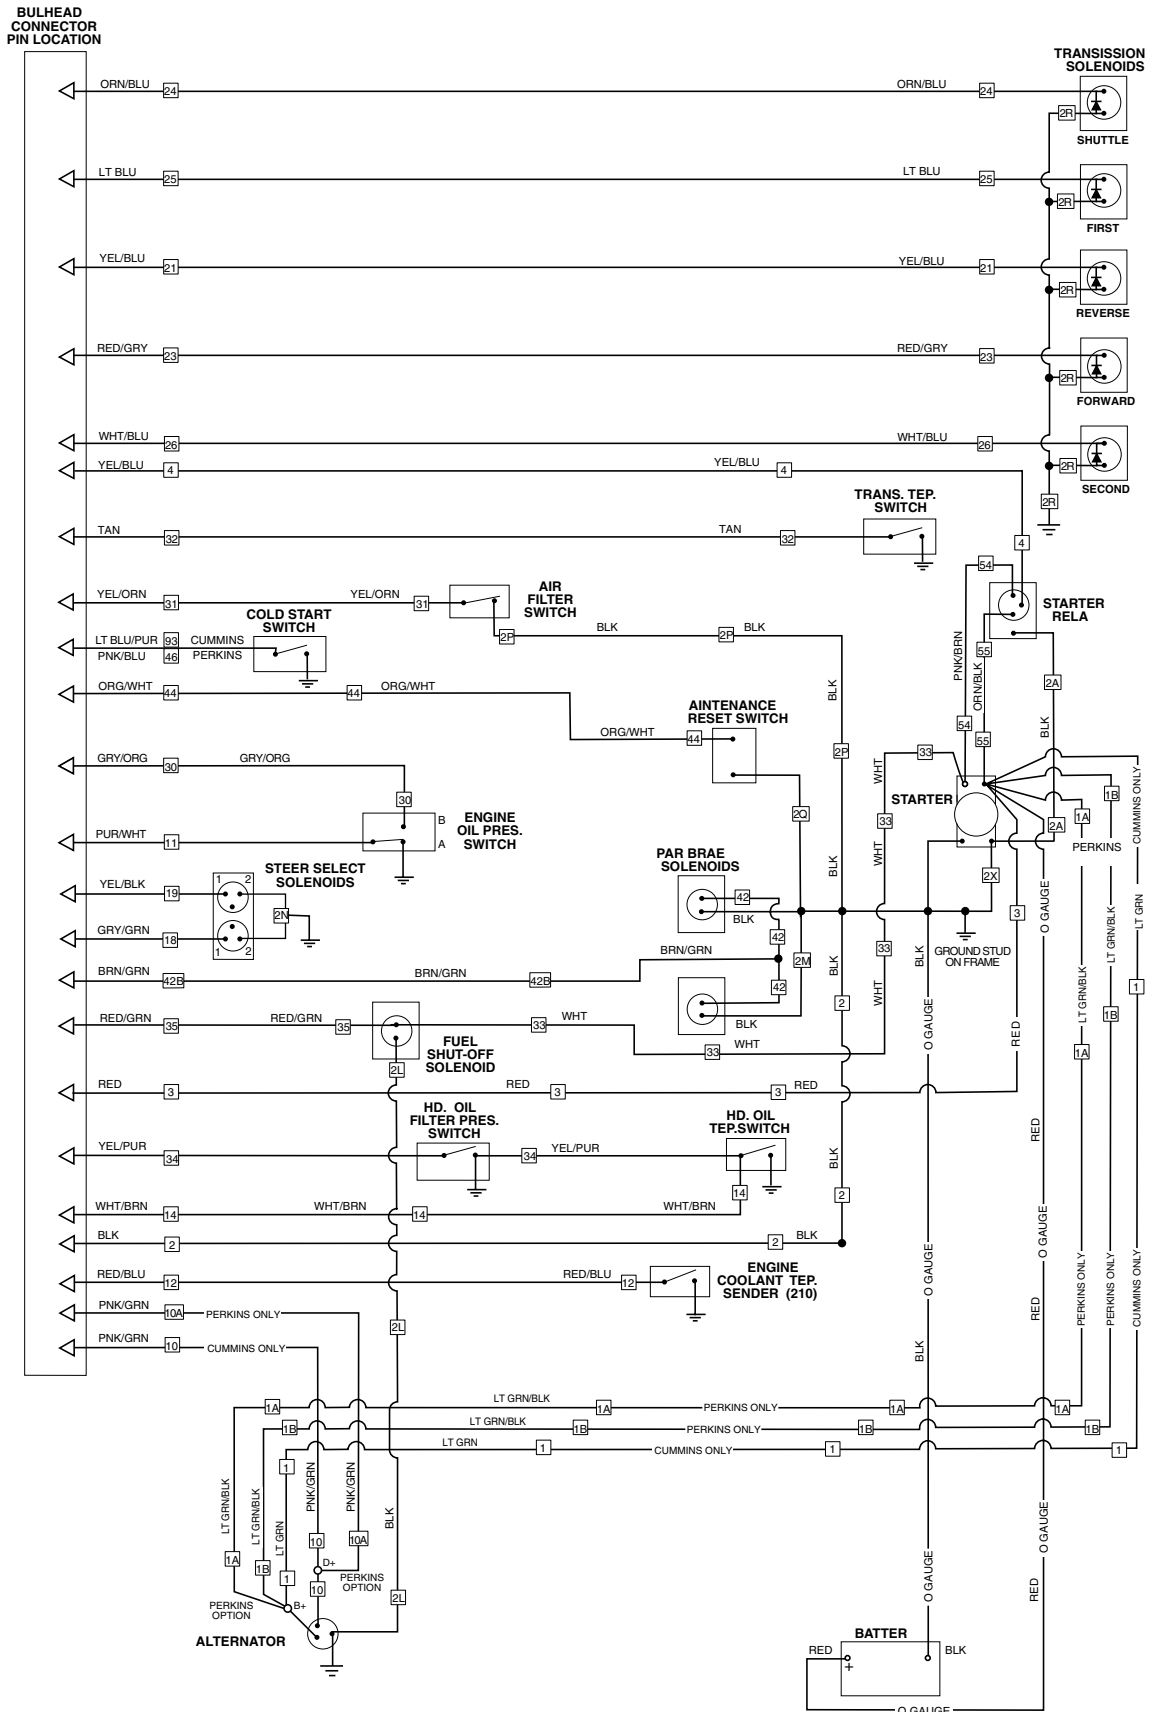 BULHEAD
CONNECTOR
PIN LOCATION
TRANSISSION
SOLENOIDS
ORN/BLU 24 ORN/BLU 24
2R
SHUTTLE
LT BLU 25 LT BLU 25
2R
FIRST
YEL/BLU 21 YEL/BLU 21
2R
REVERSE
RED/GRY 23 RED/GRY 23
2R
FORWARD
WHT/BLU 26 WHT/BLU 26
2R
SECOND
YEL/BLU 4 YEL/BLU 4
2R
TRANS. TEP.
SWITCH
TAN 32 TAN 32
4
54
AIR
FILTER
SWITCH
YEL/ORN 31 YEL/ORN 31
STARTER
RELA
COLD START
SWITCH
2P BLK 2P BLK
LT BLU/PUR 93 CUMMINS
PNK/BLU 46 PERKINS
55
PNK/BRN
ORN/BLK
2A
BLK
BLK
ORG/WHT 44 44 ORG/WHT
AINTENANCE
RESET SWITCH
ORG/WHT 44
54
55
2P
33
GRY/ORG 30 GRY/ORG
30
WHT
STARTER
1B
1A
CUMMINS ONLY
2Q
33
2A
ENGINE
OIL PRES.
SWITCH
B
A
PUR/WHT 11
PERKINS
WHT
PAR BRAE
SOLENOIDS
BLK
STEER SELECT
SOLENOIDS
1 2
YEL/BLK 19
2N
GRY/GRN 18
1 2
42
BLK
42
2X
3
O GAUGE
LT GRN/BLK
LT GRN
GROUND STUD
ON FRAME
33
BRN/GRN 42B BRN/GRN 42B
BRN/GRN
2M
BLK
BLK
42
WHT
2
BLK
1
LT GRN/BLK
1B
RED/GRN 35 RED/GRN 35 33 WHT
O GAUGE
RED
FUEL
SHUT-OFF
SOLENOID
33 WHT
1A
2L
RED 3 RED 3 3 RED
HD. OIL
FILTER PRES.
SWITCH
HD. OIL
TEP.SWITCH
RED
YEL/PUR 34 34 YEL/PUR
BLK
14
2
WHT/BRN 14 WHT/BRN 14 WHT/BRN
O GAUGE
BLK 2 2 BLK
O GAUGE
ENGINE
COOLANT TEP.
SENDER (210)
RED/BLU 12 RED/BLU 12
PERKINS ONLY
PERKINS ONLY
CUMMINS ONLY
PNK/GRN 10A PERKINS ONLY
2L
RED
PNK/GRN 10 CUMMINS ONLY
BLK
1A LT GRN/BLK 1A PERKINS ONLY 1A 1A
1B LT GRN/BLK 1B PERKINS ONLY 1B 1B
LT GRN 1 CUMMINS ONLY 1 1
1
LT GRN/BLK
LT GRN/BLK
LT GRN
PNK/GRN
PNK/GRN
BLK
O GAUGE
10
10A
1A
1B
D+
O GAUGE
1
10
PERKINS
OPTION
2L
RED
PERKINS
OPTION
B+
ALTERNATOR
BATTER
RED
+
BLK
O GAUGE